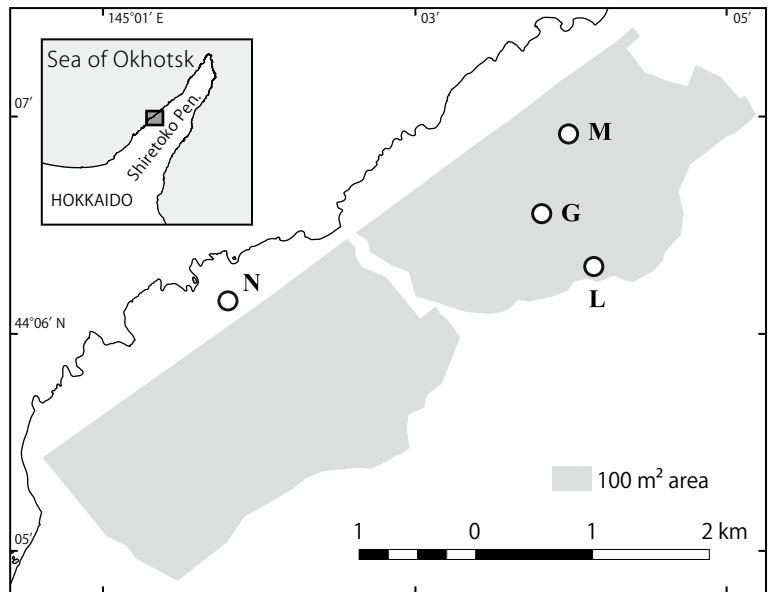 145°01′ E
03′
05′
Sea of Okhotsk
Shiretoko Pen.
HOKKAIDO
07′
M
G
L
N
44°06′ N
100 m² area
05′
1 0 1 2 km